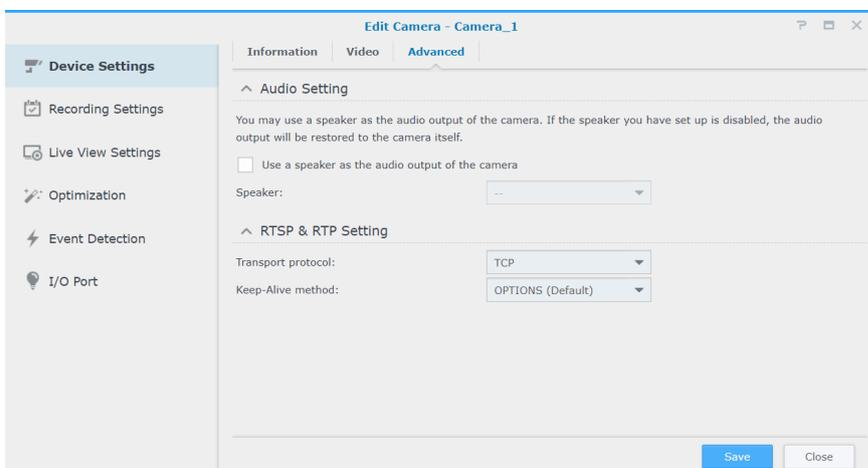 Edit Camera - Camera_1
Device Settings
Recording Settings
Live View Settings
Optimization
Event Detection
I/O Port
Information Video Advanced
Audio Setting
You may use a speaker as the audio output of the camera. If the speaker you have set up is disabled, the audio
output will be restored to the camera itself.
Use a speaker as the audio output of the camera
Speaker: --
RTSP & RTP Setting
Transport protocol: TCP
Keep-Alive method: OPTIONS (Default)
Save Close